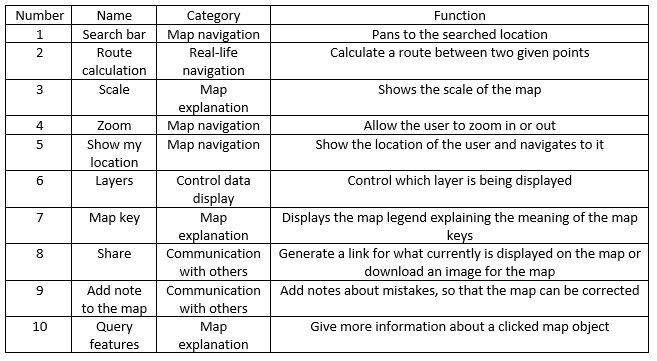 Number Name Category Function
1 Search bar Map navigation Pans to the searched location
2 Route calculation Real-life navigation Calculate a route between two given points
3 Scale Map explanation Shows the scale of the map
4 Zoom Map navigation Allow the user to zoom in or out
5 Show my location Map navigation Show the location of the user and navigates to it
6 Layers Control data display Control which layer is being displayed
7 Map key Map explanation Displays the map legend explaining the meaning of the map keys
8 Share Communication with others Generate a link for what currently is displayed on the map or download an image for the map
9 Add note to the map Communication with others Add notes about mistakes, so that the map can be corrected
10 Query features Map explanation Give more information about a clicked map object